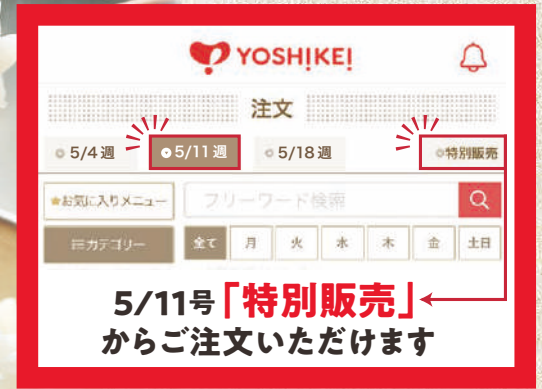 YOSHIKEI
注文
5/4週 5/11週 5/18週 特別販売
お気に入りメニュー フリーワード検索
カテゴリー 全て 月 火 水 木 金 土日
5/11号「特別販売」
からご注文いただけます